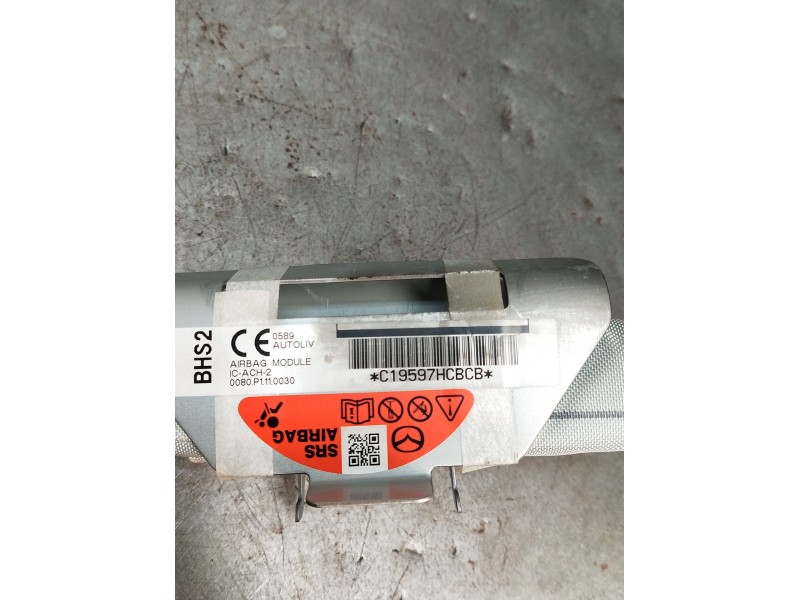 BHS2
CE 0589
AUTOLIV
AIRBAG MODULE
IC-ACH-2
0080.P1.11.0030
*C19597HCBCB*
SRS
AIRBAG